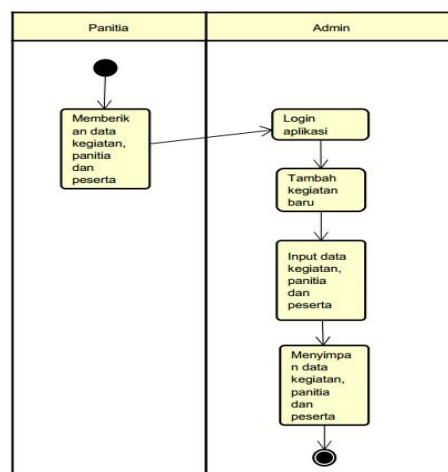 Panitia
Admin
Memberik
an data
kegiatan,
panitia
dan
peserta
Login
aplikasi
Tambah
kegiatan
baru
Input data
kegiatan,
panitia
dan
peserta
Menyimpa
n data
kegiatan,
panitia
dan
peserta